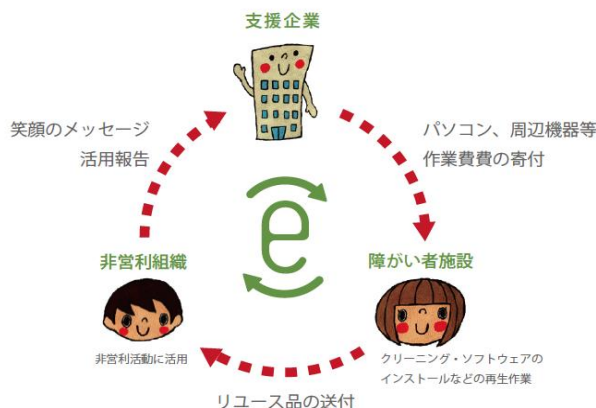 支援企業
笑顔のメッセージ
活用報告
パソコン、周辺機器等
作業費費の寄付
e
非営利組織
障がい者施設
非営利活動に活用
クリーニング・ソフトウェアの
インストールなどの再生作業
リユース品の送付